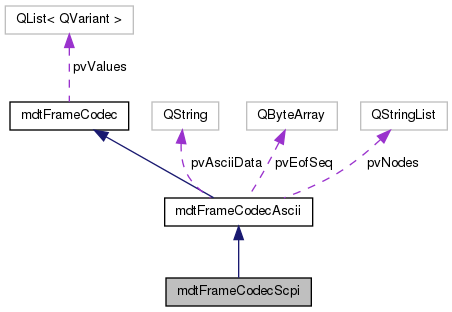 QList< QVariant >
pvValues
mdtFrameCodec
QString
QByteArray
QStringList
pvAsciiData
pvEofSeq
pvNodes
mdtFrameCodecAscii
mdtFrameCodecScpi